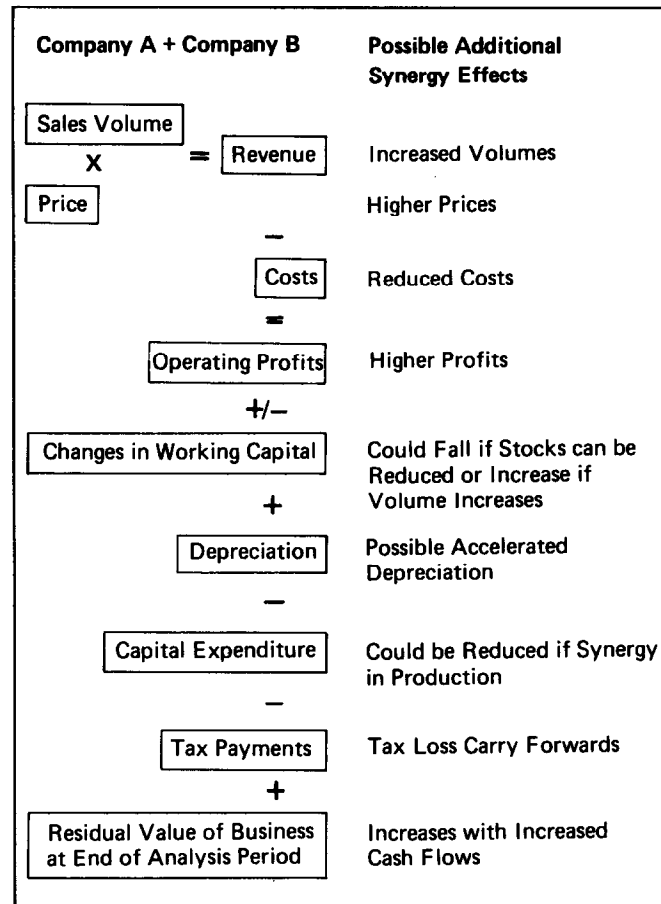 Company A + Company B Possible Additional
Synergy Effects
Sales Volume
X = Revenue Increased Volumes
Price Higher Prices
–
Costs Reduced Costs
=
Operating Profits Higher Profits
+/–
Changes in Working Capital Could Fall if Stocks can be
Reduced or Increase if
+ Volume Increases
Depreciation Possible Accelerated
– Depreciation
Capital Expenditure Could be Reduced if Synergy
– in Production
Tax Payments Tax Loss Carry Forwards
+
Residual Value of Business Increases with Increased
at End of Analysis Period Cash Flows